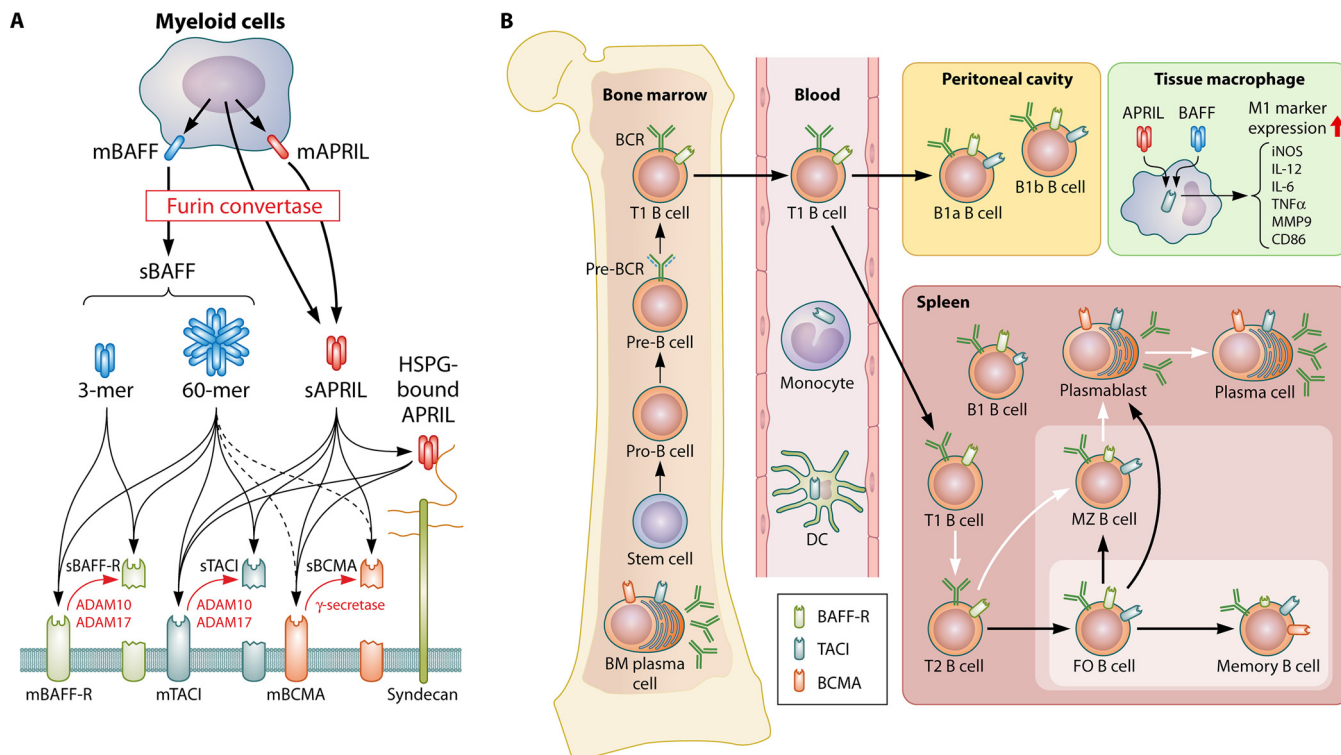 A
Myeloid cells
mBAFF
mAPRIL
Furin convertase
sBAFF
3-mer
60-mer
sAPRIL
HSPG-
bound
APRIL
sBAFF-R
sTACI
sBCMA
ADAM10
ADAM17
ADAM10
ADAM17
γ-secretase
mBAFF-R
mTACI
mBCMA
Syndecan
B
Bone marrow
BCR
T1 B cell
Pre-BCR
Pre-B cell
Pro-B cell
Stem cell
BM plasma
cell
Blood
T1 B cell
Monocyte
DC
BAFF-R
TACI
BCMA
Peritoneal cavity
B1a B cell
B1b B cell
Tissue macrophage
APRIL
BAFF
M1 marker
expression
iNOS
IL-12
IL-6
TNFα
MMP9
CD86
Spleen
B1 B cell
Plasmablast
Plasma cell
T1 B cell
MZ B cell
T2 B cell
FO B cell
Memory B cell